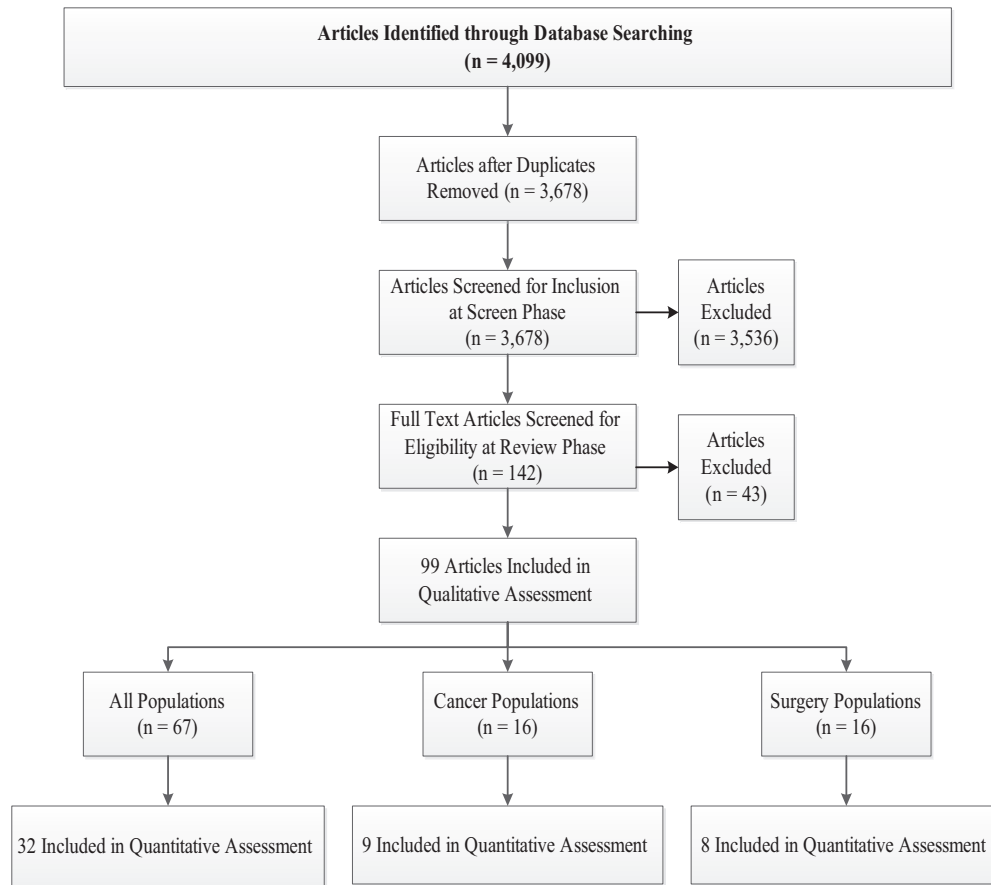 Articles Identified through Database Searching
(n = 4,099)
Articles after Duplicates
Removed (n = 3,678)
Articles Screened for Inclusion
at Screen Phase
(n = 3,678)
Articles
Excluded
(n = 3,536)
Full Text Articles Screened for
Eligibility at Review Phase
(n = 142)
Articles
Excluded
(n = 43)
99 Articles Included in
Qualitative Assessment
All Populations
(n = 67)
Cancer Populations
(n = 16)
Surgery Populations
(n = 16)
32 Included in Quantitative Assessment
9 Included in Quantitative Assessment
8 Included in Quantitative Assessment